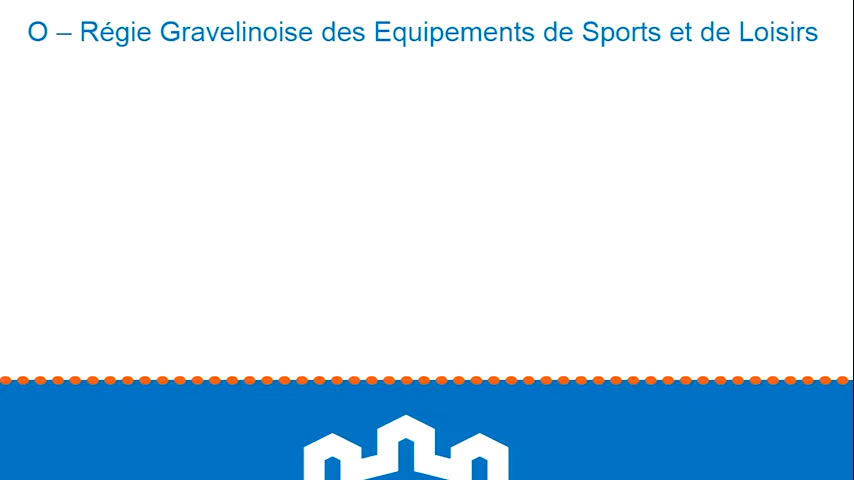 O – Régie Gravelinoise des Equipements de Sports et de Loisirs